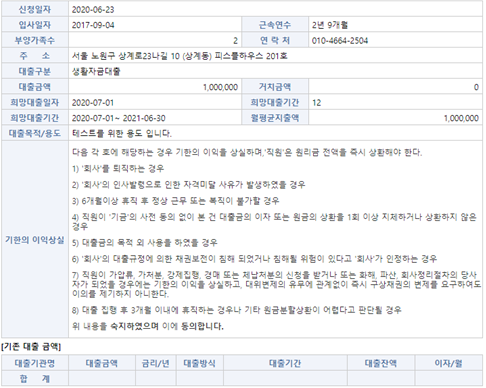 신청일자 2020-06-23
입사일자 2017-09-04 근속연수 2년 9개월
부양가족수 2 연 락 처 010-4664-2504
주 소 서울 노원구 상계로23나길 10 (상계동) 피스플하우스 201호
대출구분 생활자금대출
대출금액 1,000,000 거치금액 0
희망대출일자 2020-07-01 희망대출기간 12
희망대출기간 2020-07-01~ 2021-06-30 월평균지출액 1,000,000
대출목적/용도 테스트를 위한 용도 입니다.
기한의 이익상실
다음 각 호에 해당하는 경우 기한의 이익을 상실하며,'직원'은 원리금 전액을 즉시 상환해야 한다.
1) '회사'를 퇴직하는 경우
2) '회사'의 인사발령으로 인한 자격미달 사유가 발생하였을 경우
3) 6개월이상 휴직 후 정상 근무 또는 복직이 불가할 경우
4) 직원이 '기금'의 사전 동의 없이 본 건 대출금의 이자 또는 원금의 상환을 1회 이상 지체하거나 상환하지 않은
경우
5) 대출금의 목적 외 사용을 하였을 경우
6) '회사'의 대출규정에 의한 채권보전이 침해 되었거나 침해될 위험이 있다고 '회사'가 인정하는 경우
7) 직원이 가압류, 가처분, 강제집행, 경매 또는 체납처분의 신청을 받거나 또는 화해, 파산, 회사정리절차의 당사
자가 되었을 경우에는 기한의 이익을 상실하고, 대위변제의 유무에 관계없이 즉시 구상채권의 변제를 요구하여도
이의를 제기하지 아니한다.
8) 대출 집행 후 3개월 이내에 휴직하는 경우나 기타 원금분할상환이 어렵다고 판단될 경우
위 내용을 숙지하였으며 이에 동의합니다.
[기존 대출 금액]
대출기관명 대출금액 금리/년 대출방식 대출기간 대출잔액 이자/월
합 계